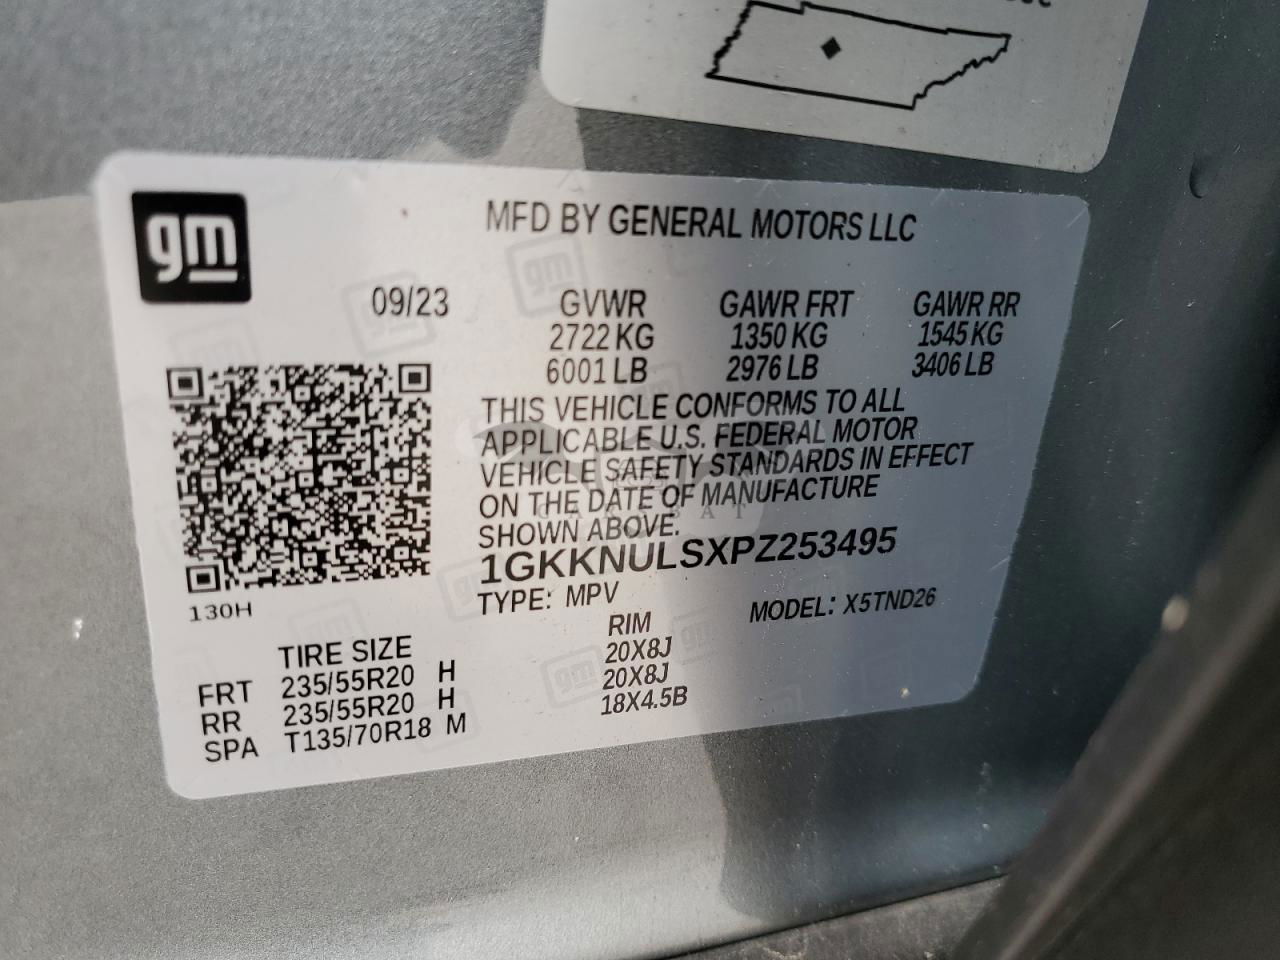 gm
MFD BY GENERAL MOTORS LLC
09/23 GVWR GAWR FRT GAWR RR
2722 KG 1350 KG 1545 KG
6001 LB 2976 LB 3406 LB
THIS VEHICLE CONFORMS TO ALL
APPLICABLE U.S. FEDERAL MOTOR
VEHICLE SAFETY STANDARDS IN EFFECT
ON THE DATE OF MANUFACTURE
SHOWN ABOVE.
1GKKNULSXPZ253495
TYPE: MPV MODEL: X5TND26
130H
TIRE SIZE RIM
FRT 235/55R20 H 20X8J
RR 235/55R20 H 20X8J
SPA T135/70R18 M 18X4.5B